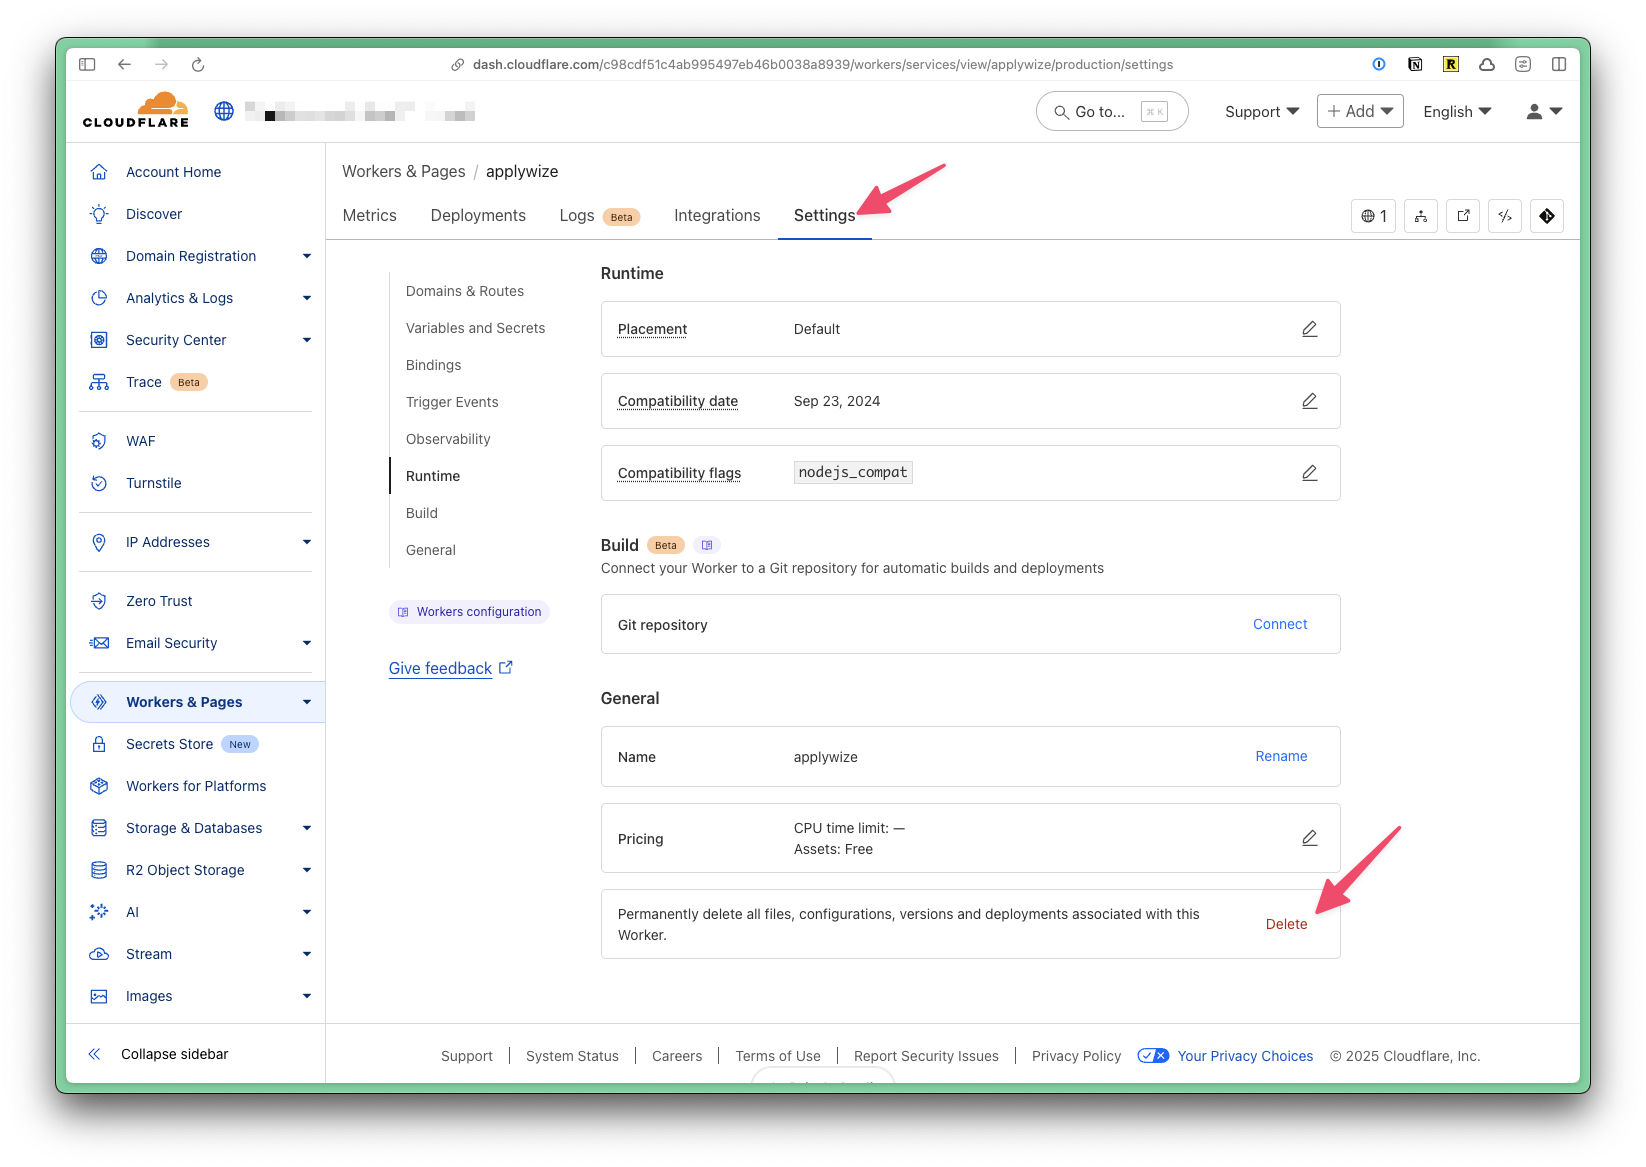 dash.cloudflare.com/c98cdf51c4ab995497eb46b0038a8939/workers/services/view/applywize/production/settings
CLOUDFLARE
Go to... ⌘ K
Support
+ Add
English
Account Home
Discover
Domain Registration
Analytics & Logs
Security Center
Trace Beta
WAF
Turnstile
IP Addresses
Zero Trust
Email Security
Workers & Pages
Secrets Store New
Workers for Platforms
Storage & Databases
R2 Object Storage
AI
Stream
Images
Collapse sidebar
Workers & Pages / applywize
Metrics
Deployments
Logs Beta
Integrations
Settings
1
Domains & Routes
Variables and Secrets
Bindings
Trigger Events
Observability
Runtime
Build
General
Workers configuration
Give feedback
Runtime
Placement Default
Compatibility date Sep 23, 2024
Compatibility flags nodejs_compat
Build Beta
Connect your Worker to a Git repository for automatic builds and deployments
Git repository Connect
General
Name applywize Rename
Pricing
CPU time limit: —
Assets: Free
Permanently delete all files, configurations, versions and deployments associated with this
Worker.
Delete
Support
System Status
Careers
Terms of Use
Report Security Issues
Privacy Policy
Your Privacy Choices
© 2025 Cloudflare, Inc.